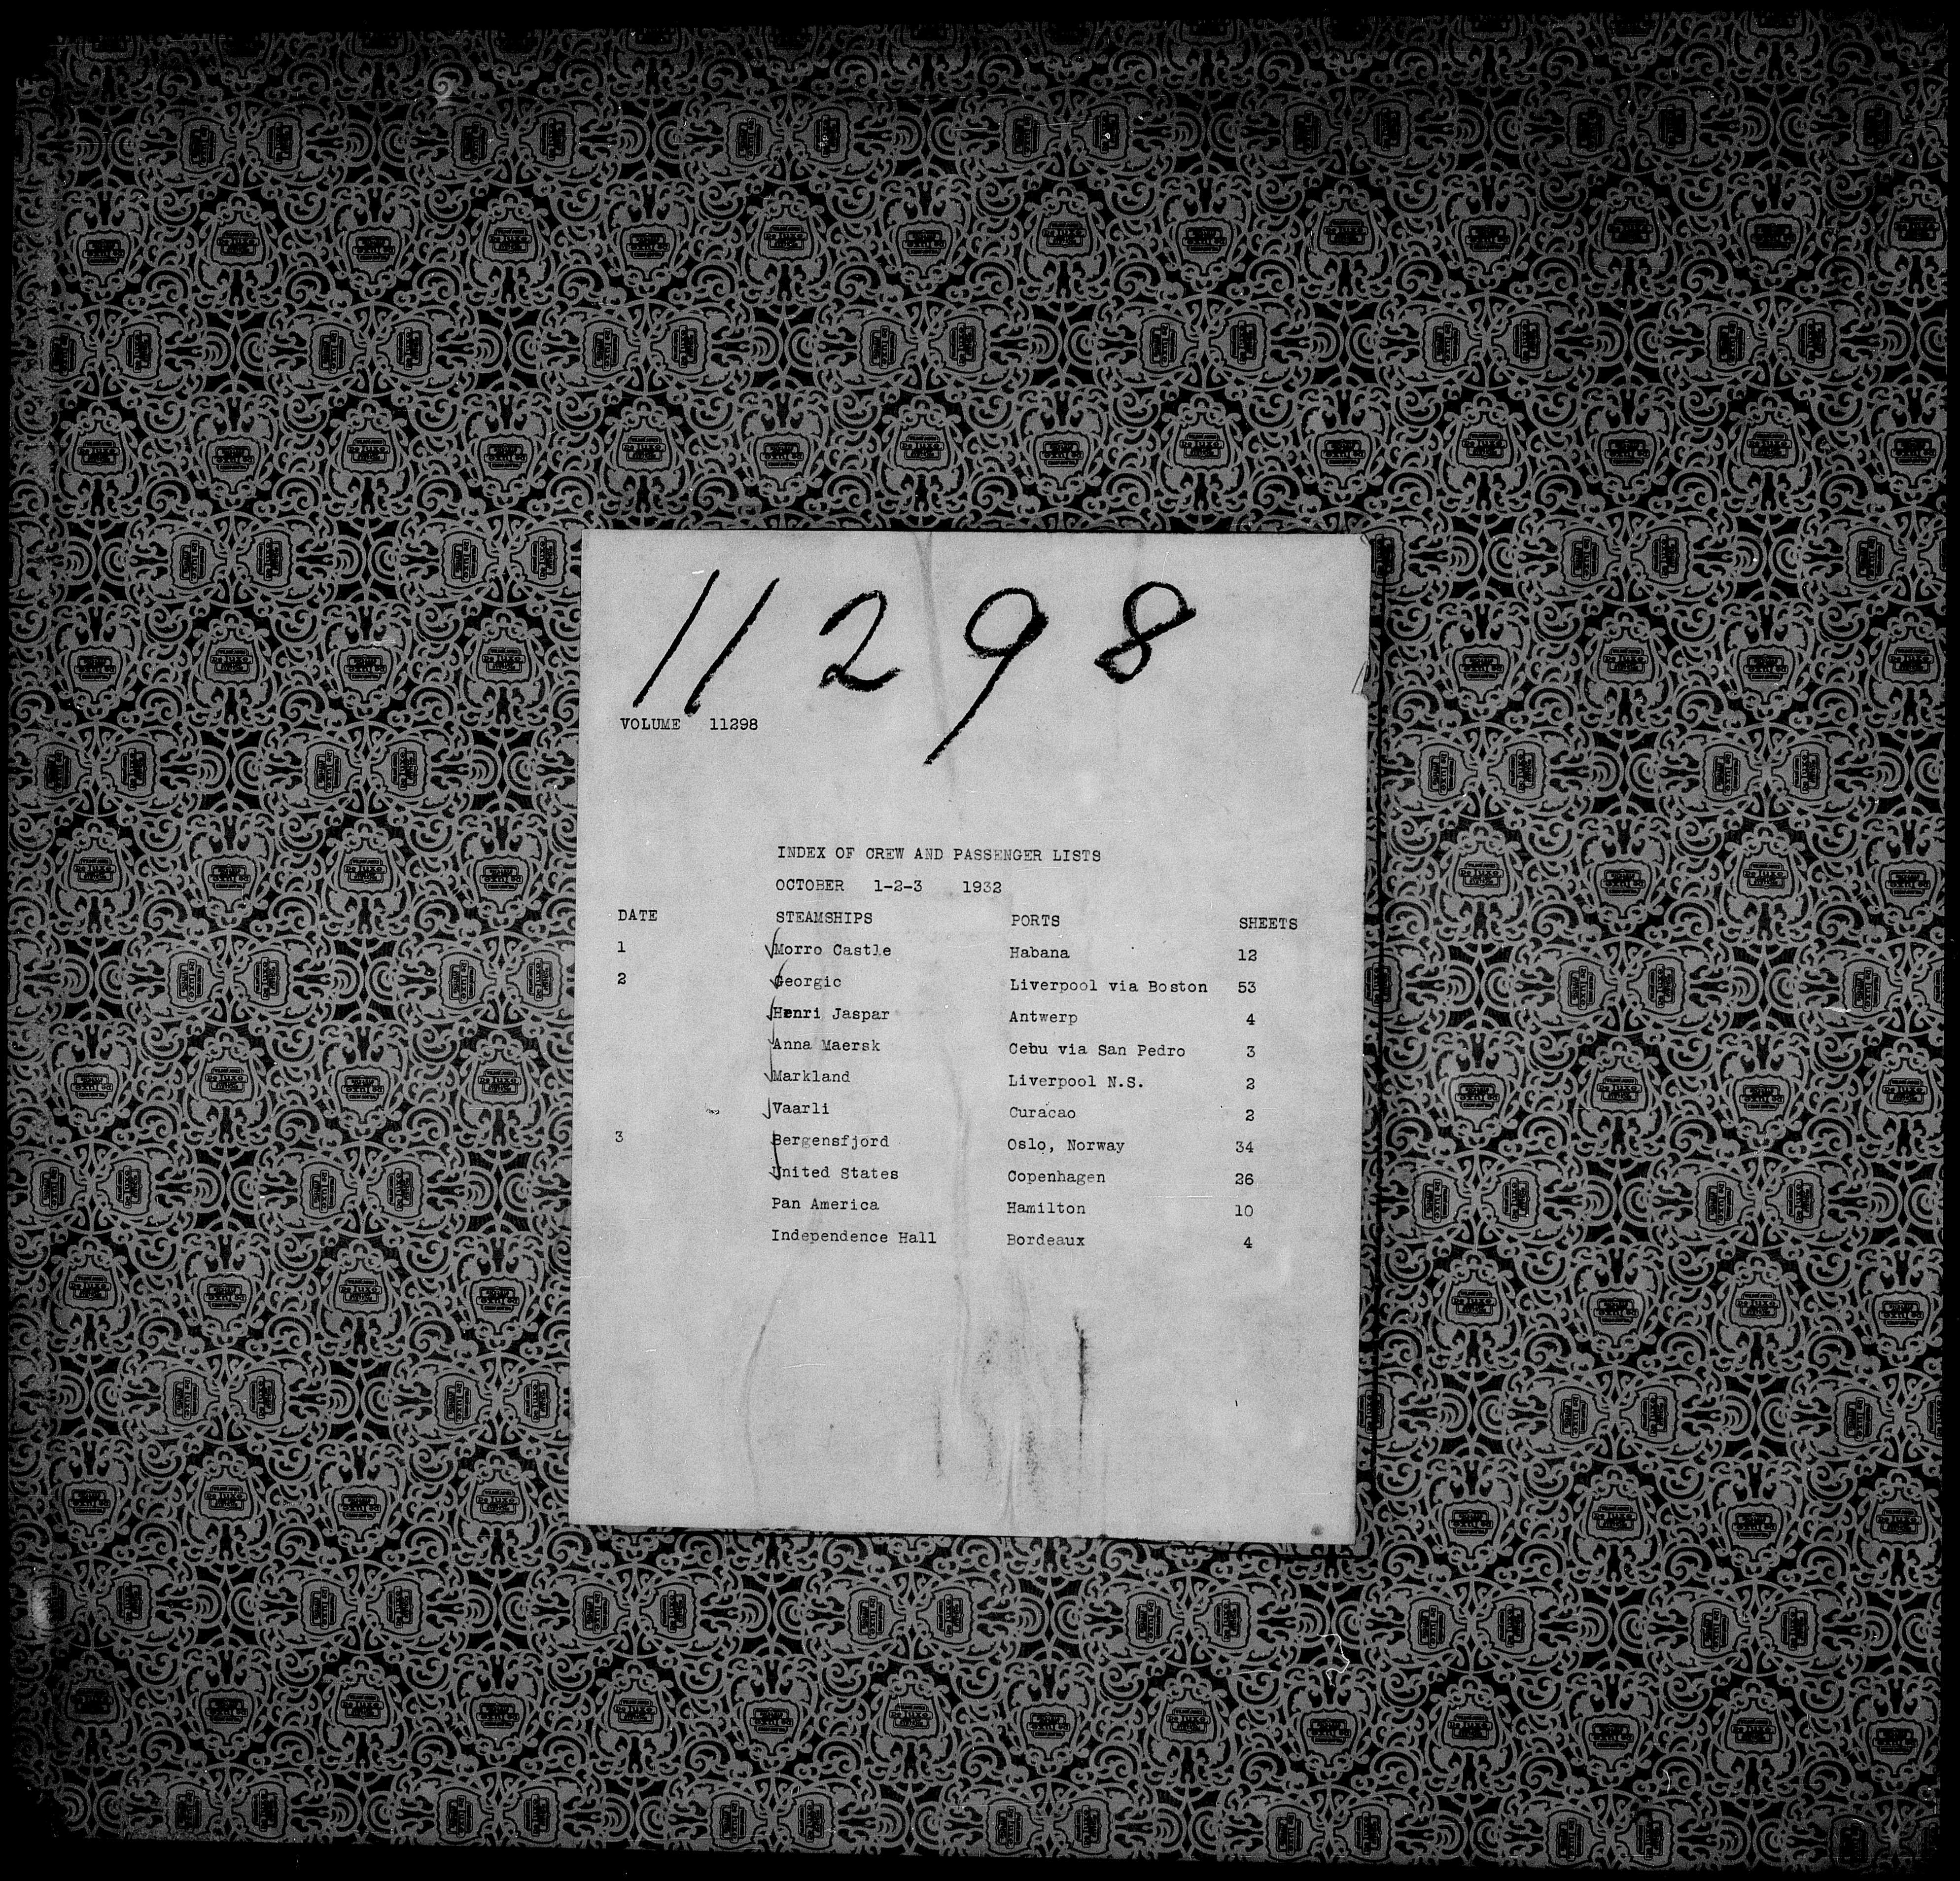 11298
VOLUME 11298
INDEX OF CREW AND PASSENGER LISTS
OCTOBER 1-2-3 1932
DATE STEAMSHIPS PORTS SHEETS
1 Morro Castle Habana 12
2 Georgic Liverpool via Boston 53
Henri Jaspar Antwerp 4
Anna Maersk Cebu via San Pedro 3
Markland Liverpool N.S. 2
Vaarli Curacao 2
3 Bergensfjord Oslo, Norway 34
United States Copenhagen 26
Pan America Hamilton 10
Independence Hall Bordeaux 4